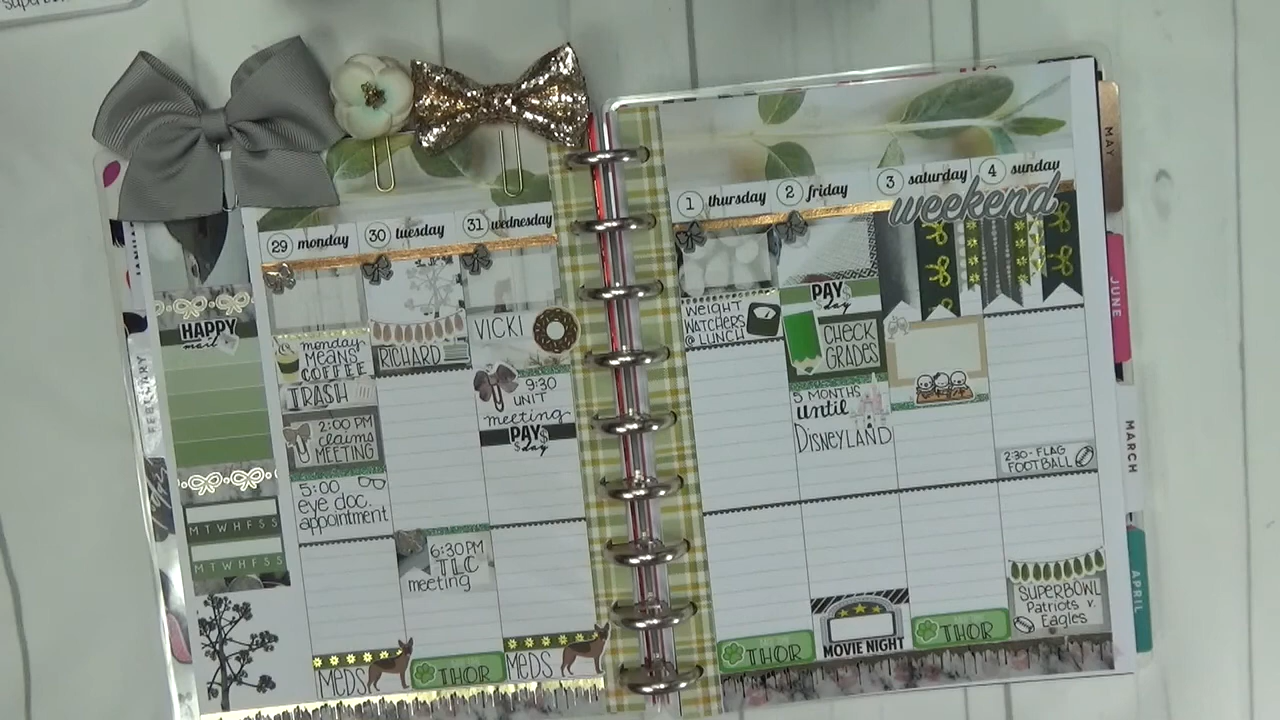 HAPPY
mail
M T W H F S S
M T W H F S S
29 monday
monday
MEANS
COFFEE
TRASH
2:00 PM
claims
MEETING
5:00
eye doc.
appointment
MEDS
30 tuesday
RICHARD
6:30 PM
TLC
meeting
THOR
31 wednesday
VICKI
9:30
UNIT
meeting
PAY
$ day
MEDS
1 thursday
WEIGHT
WATCHERS
@ LUNCH
THOR
2 friday
PAY
$ day
CHECK
GRADES
5 MONTHS
until
DISNEYLAND
MOVIE NIGHT
3 saturday
weekend
THOR
4 sunday
2:30- FLAG
FOOTBALL
SUPERBOWL
Patriots v.
Eagles
FEBRUARY
MAY
JUNE
MARCH
APRIL